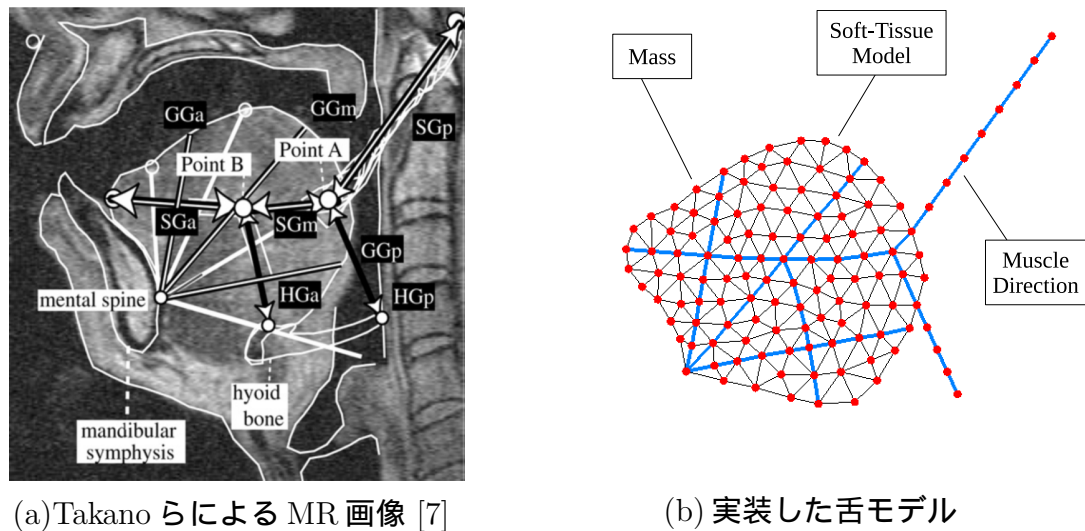 GGa
GGm
SGp
Point B
Point A
SGa
SGm
GGp
mental spine
HGa
HGp
hyoid
bone
mandibular
symphysis
(a)Takano らによる MR 画像 [7]
Mass
Soft-Tissue
Model
Muscle
Direction
(b) 実装した舌モデル